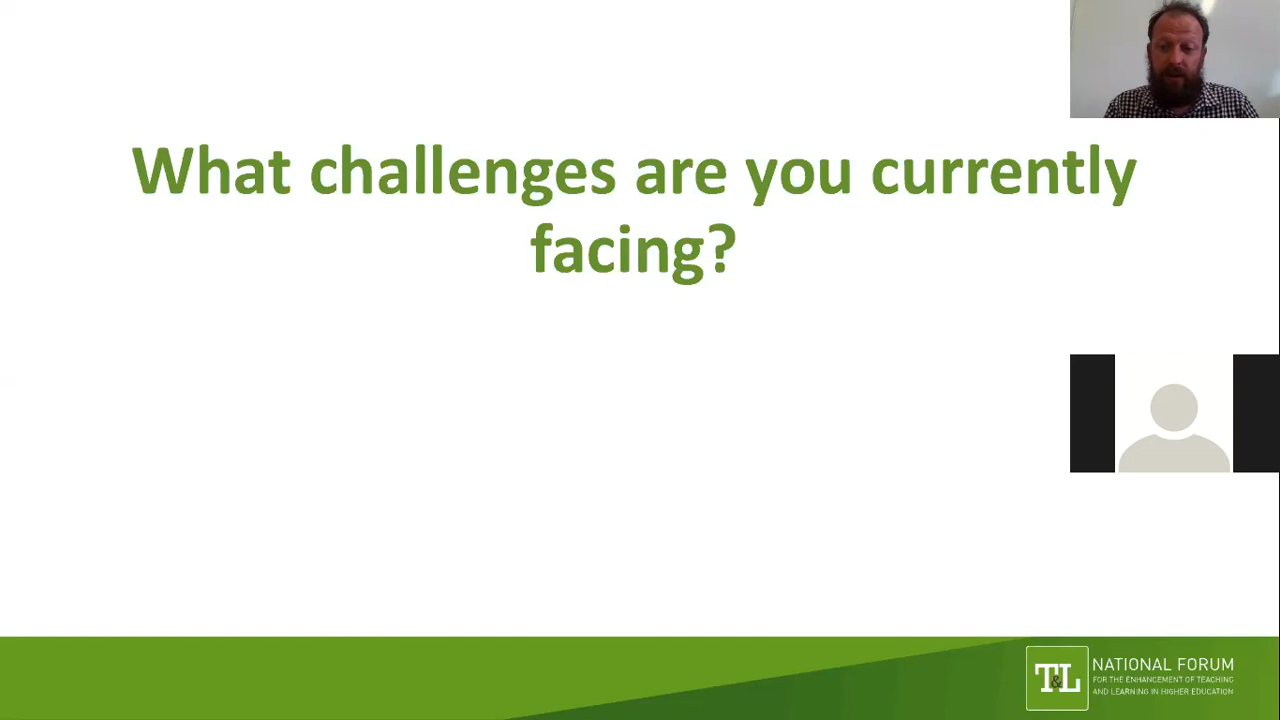 What challenges are you currently
facing?
T&L
NATIONAL FORUM
FOR THE ENHANCEMENT OF TEACHING
AND LEARNING IN HIGHER EDUCATION